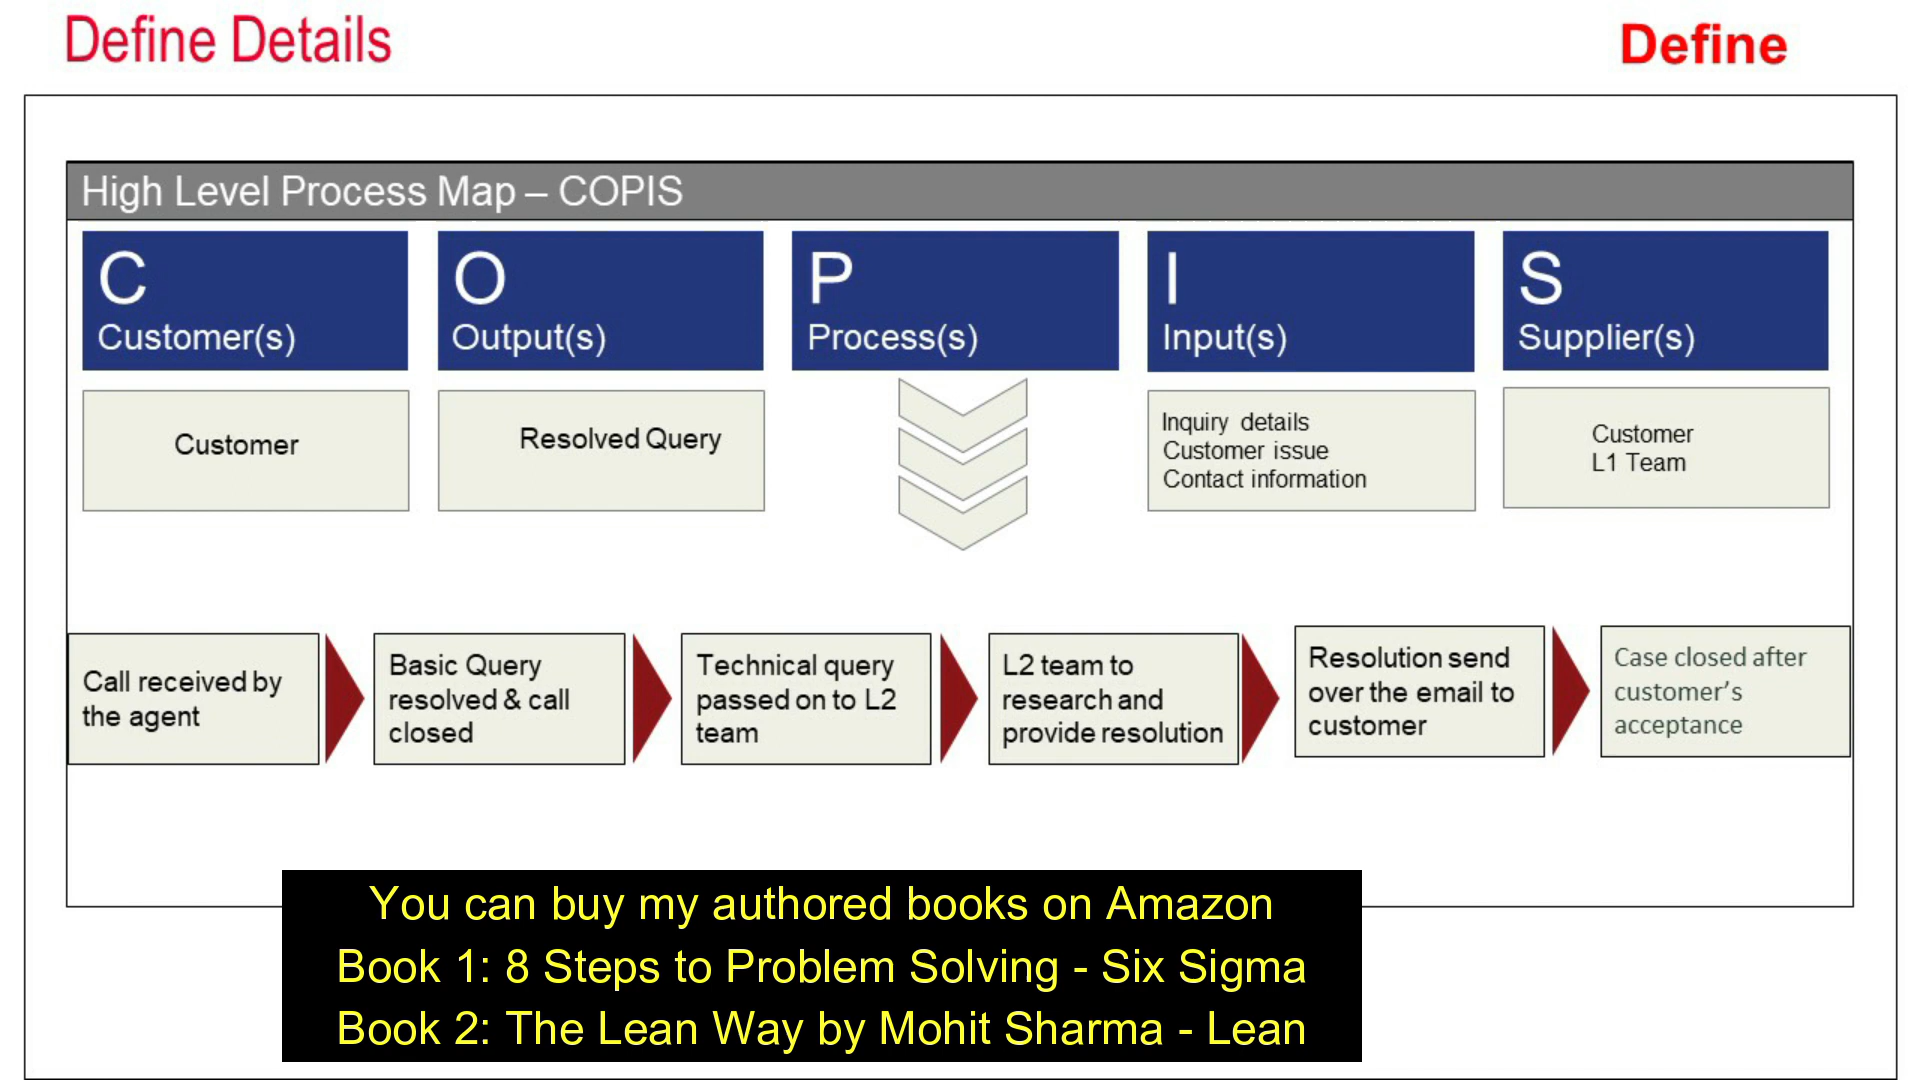 Define Details
Define
High Level Process Map – COPIS
C
Customer(s)
O
Output(s)
P
Process(s)
I
Input(s)
S
Supplier(s)
Customer
Resolved Query
Inquiry details
Customer issue
Contact information
Customer
L1 Team
Call received by
the agent
Basic Query
resolved & call
closed
Technical query
passed on to L2
team
L2 team to
research and
provide resolution
Resolution send
over the email to
customer
Case closed after
customer's
acceptance
You can buy my authored books on Amazon
Book 1: 8 Steps to Problem Solving - Six Sigma
Book 2: The Lean Way by Mohit Sharma - Lean